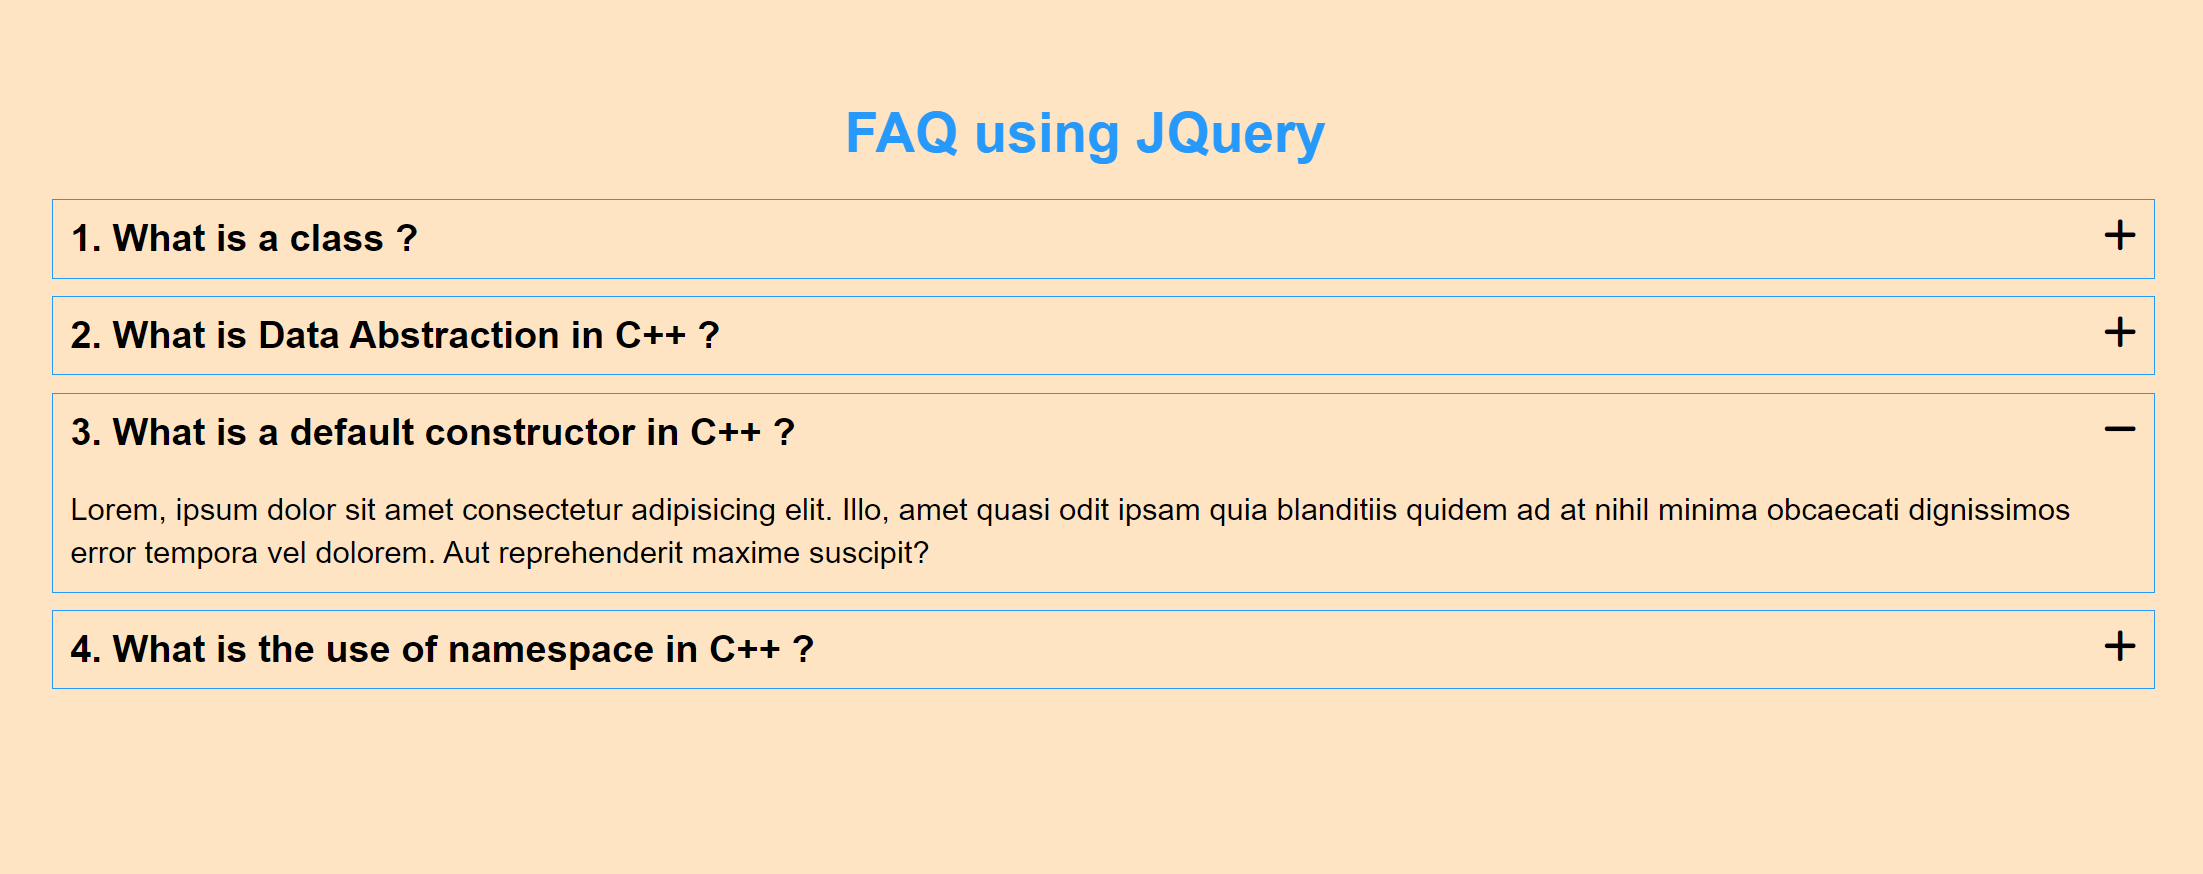 FAQ using JQuery
1. What is a class ?
2. What is Data Abstraction in C++ ?
3. What is a default constructor in C++ ?
Lorem, ipsum dolor sit amet consectetur adipisicing elit. Illo, amet quasi odit ipsam quia blanditiis quidem ad at nihil minima obcaecati dignissimos
error tempora vel dolorem. Aut reprehenderit maxime suscipit?
4. What is the use of namespace in C++ ?